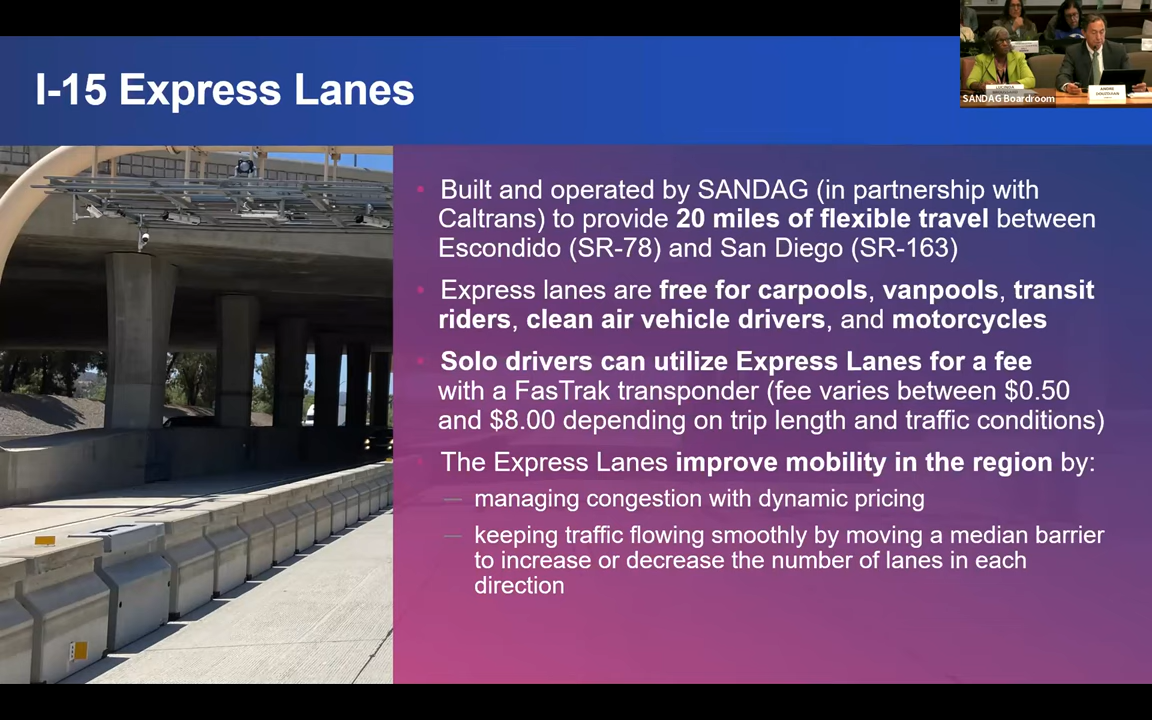 I-15 Express Lanes
SANDAG Boardroom
• Built and operated by SANDAG (in partnership with
Caltrans) to provide 20 miles of flexible travel between
Escondido (SR-78) and San Diego (SR-163)
• Express lanes are free for carpools, vanpools, transit
riders, clean air vehicle drivers, and motorcycles
• Solo drivers can utilize Express Lanes for a fee
with a FasTrak transponder (fee varies between $0.50
and $8.00 depending on trip length and traffic conditions)
• The Express Lanes improve mobility in the region by:
— managing congestion with dynamic pricing
— keeping traffic flowing smoothly by moving a median barrier
to increase or decrease the number of lanes in each
direction